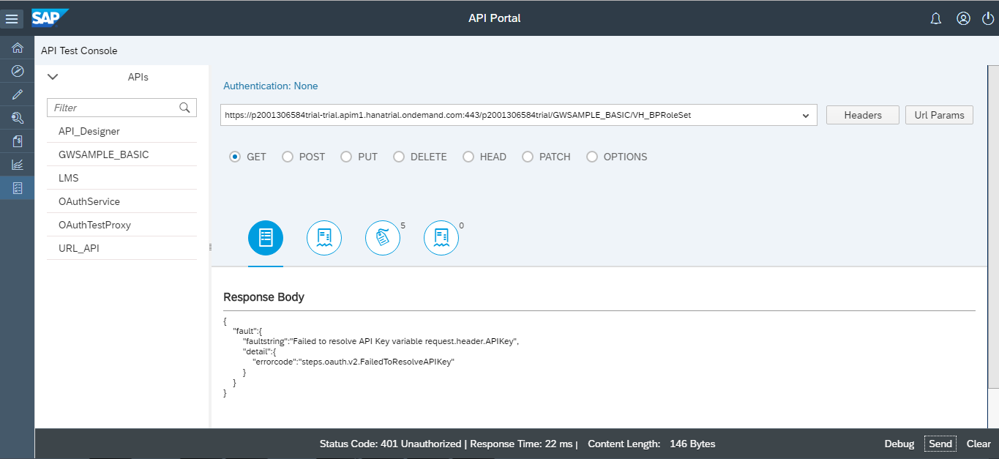 SAP
API Portal
API Test Console
APIs
Filter
API_Designer
GWSAMPLE_BASIC
LMS
OAuthService
OAuthTestProxy
URL_API
Authentication: None
https://p2001306584trial-trial.apim1.hanatrial.ondemand.com:443/p2001306584trial/GWSAMPLE_BASIC/VH_BPRoleSet
Headers
Url Params
GET POST PUT DELETE HEAD PATCH OPTIONS
5
0
Response Body
{
"fault":{
"faultstring":"Failed to resolve API Key variable request.header.APIKey",
"detail":{
"errorcode":"steps.oauth.v2.FailedToResolveAPIKey"
}
}
}
Status Code: 401 Unauthorized | Response Time: 22 ms | Content Length: 146 Bytes
Debug Send Clear